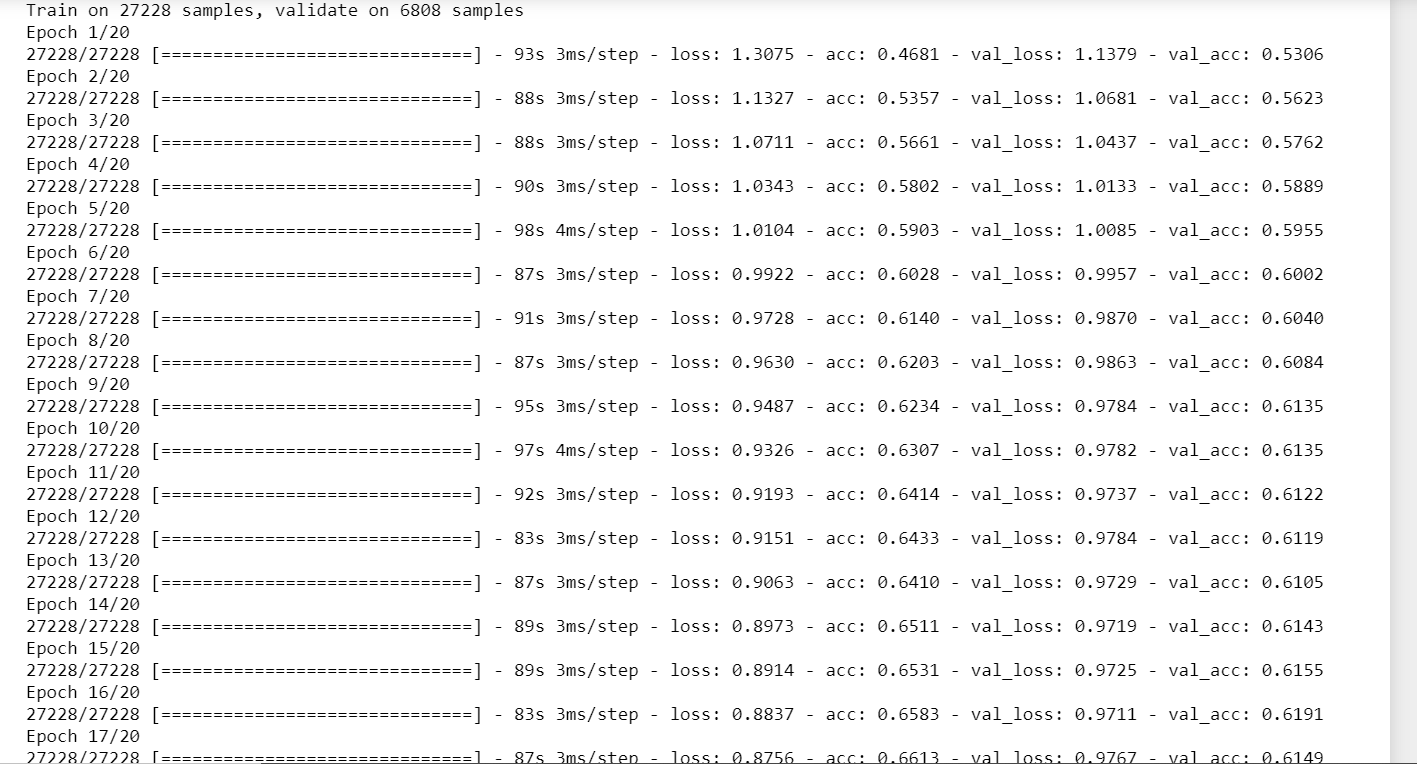 Train on 27228 samples, validate on 6808 samples
Epoch 1/20
27228/27228 [==============================] - 93s 3ms/step - loss: 1.3075 - acc: 0.4681 - val_loss: 1.1379 - val_acc: 0.5306
Epoch 2/20
27228/27228 [==============================] - 88s 3ms/step - loss: 1.1327 - acc: 0.5357 - val_loss: 1.0681 - val_acc: 0.5623
Epoch 3/20
27228/27228 [==============================] - 88s 3ms/step - loss: 1.0711 - acc: 0.5661 - val_loss: 1.0437 - val_acc: 0.5762
Epoch 4/20
27228/27228 [==============================] - 90s 3ms/step - loss: 1.0343 - acc: 0.5802 - val_loss: 1.0133 - val_acc: 0.5889
Epoch 5/20
27228/27228 [==============================] - 98s 4ms/step - loss: 1.0104 - acc: 0.5903 - val_loss: 1.0085 - val_acc: 0.5955
Epoch 6/20
27228/27228 [==============================] - 87s 3ms/step - loss: 0.9922 - acc: 0.6028 - val_loss: 0.9957 - val_acc: 0.6002
Epoch 7/20
27228/27228 [==============================] - 91s 3ms/step - loss: 0.9728 - acc: 0.6140 - val_loss: 0.9870 - val_acc: 0.6040
Epoch 8/20
27228/27228 [==============================] - 87s 3ms/step - loss: 0.9630 - acc: 0.6203 - val_loss: 0.9863 - val_acc: 0.6084
Epoch 9/20
27228/27228 [==============================] - 95s 3ms/step - loss: 0.9487 - acc: 0.6234 - val_loss: 0.9784 - val_acc: 0.6135
Epoch 10/20
27228/27228 [==============================] - 97s 4ms/step - loss: 0.9326 - acc: 0.6307 - val_loss: 0.9782 - val_acc: 0.6135
Epoch 11/20
27228/27228 [==============================] - 92s 3ms/step - loss: 0.9193 - acc: 0.6414 - val_loss: 0.9737 - val_acc: 0.6122
Epoch 12/20
27228/27228 [==============================] - 83s 3ms/step - loss: 0.9151 - acc: 0.6433 - val_loss: 0.9784 - val_acc: 0.6119
Epoch 13/20
27228/27228 [==============================] - 87s 3ms/step - loss: 0.9063 - acc: 0.6410 - val_loss: 0.9729 - val_acc: 0.6105
Epoch 14/20
27228/27228 [==============================] - 89s 3ms/step - loss: 0.8973 - acc: 0.6511 - val_loss: 0.9719 - val_acc: 0.6143
Epoch 15/20
27228/27228 [==============================] - 89s 3ms/step - loss: 0.8914 - acc: 0.6531 - val_loss: 0.9725 - val_acc: 0.6155
Epoch 16/20
27228/27228 [==============================] - 83s 3ms/step - loss: 0.8837 - acc: 0.6583 - val_loss: 0.9711 - val_acc: 0.6191
Epoch 17/20
27228/27228 [==============================] - 87s 3ms/step - loss: 0.8756 - acc: 0.6613 - val_loss: 0.9767 - val_acc: 0.6149